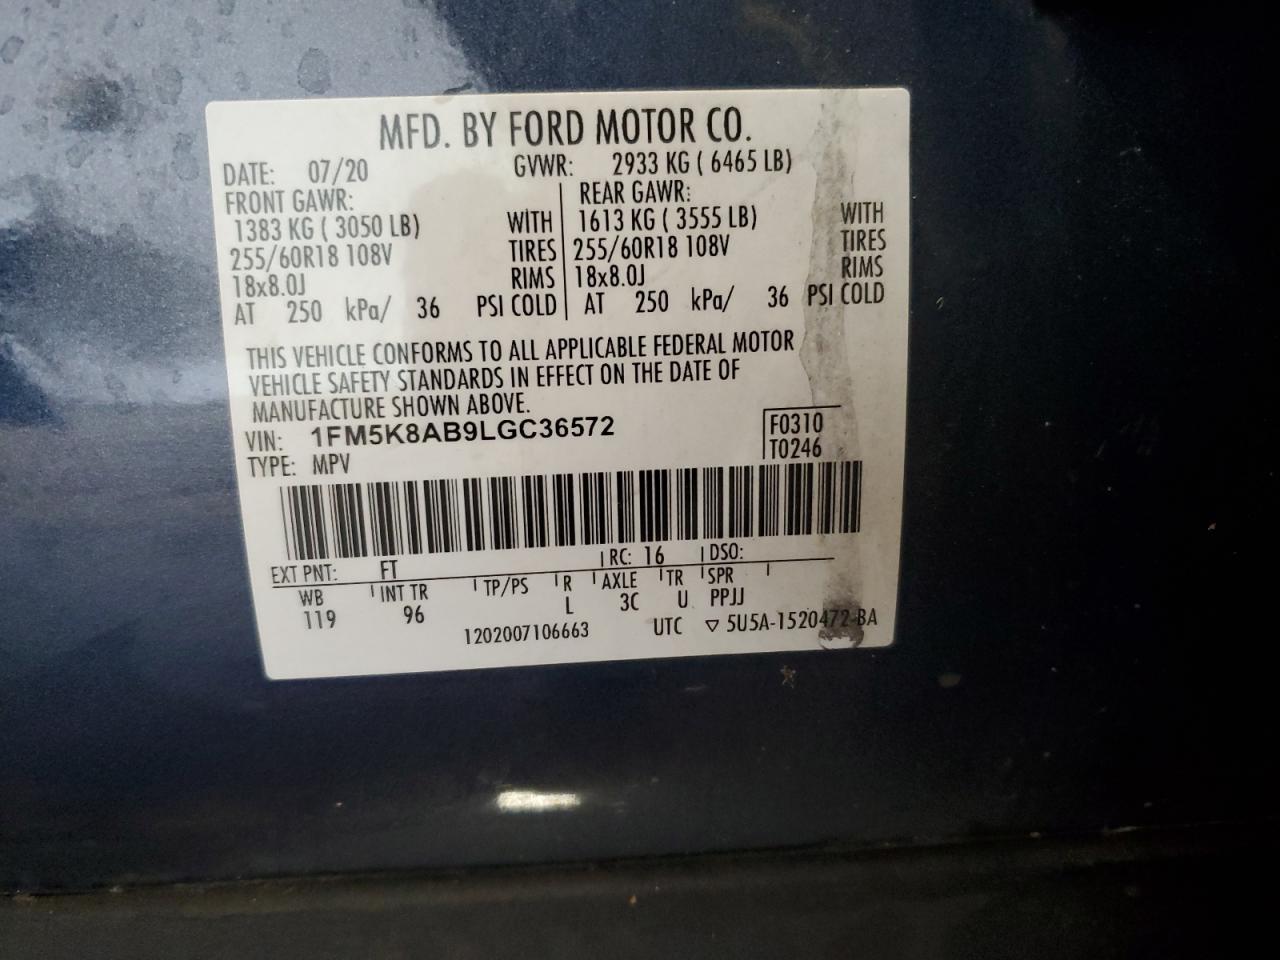 MFD. BY FORD MOTOR CO.
DATE: 07/20 GVWR: 2933 KG ( 6465 LB)
FRONT GAWR: REAR GAWR:
1383 KG ( 3050 LB) WITH 1613 KG ( 3555 LB) WITH
255/60R18 108V TIRES 255/60R18 108V TIRES
18x8.0J RIMS 18x8.0J RIMS
AT 250 kPa/ 36 PSI COLD AT 250 kPa/ 36 PSI COLD
THIS VEHICLE CONFORMS TO ALL APPLICABLE FEDERAL MOTOR
VEHICLE SAFETY STANDARDS IN EFFECT ON THE DATE OF
MANUFACTURE SHOWN ABOVE.
VIN: 1FM5K8AB9LGC36572 F0310
TYPE: MPV T0246
EXT PNT: FT RC: 16 DSO:
WB INT TR TP/PS R AXLE TR SPR
119 96 L 3C U PPJJ
1202007106663 UTC ▽ 5U5A-1520472-BA